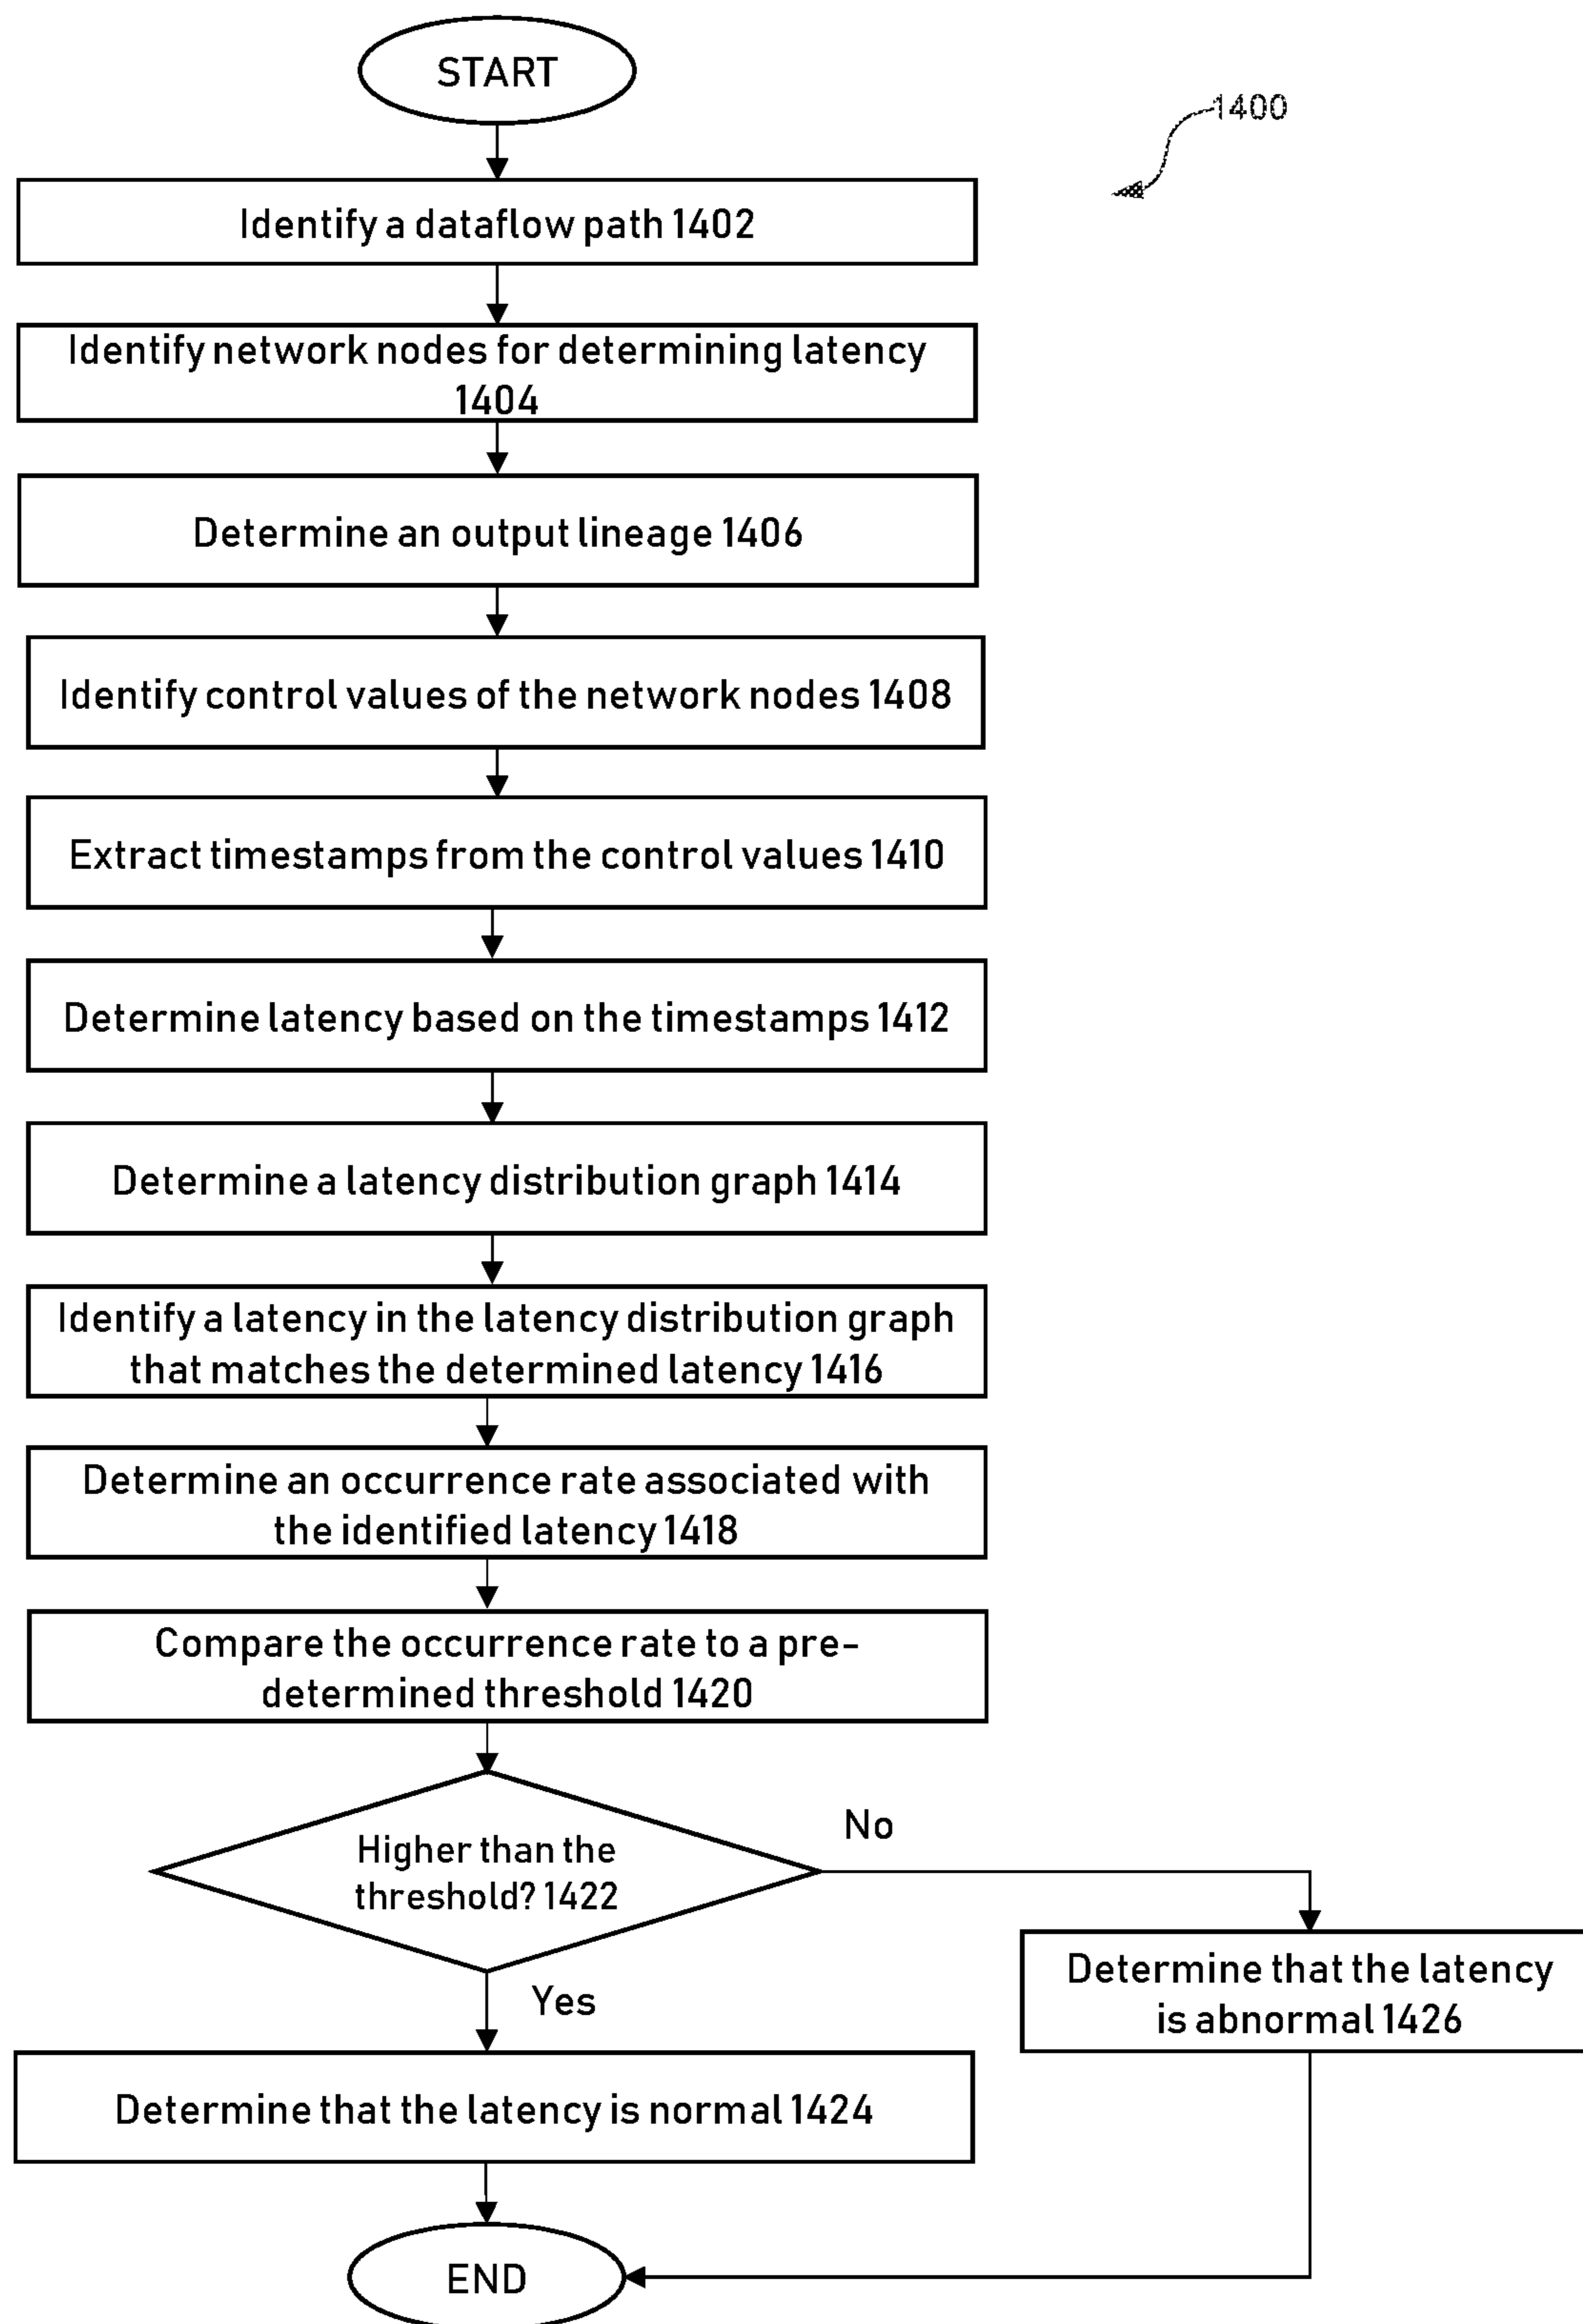 START
1400
Identify a dataflow path 1402
Identify network nodes for determining latency
1404
Determine an output lineage 1406
Identify control values of the network nodes 1408
Extract timestamps from the control values 1410
Determine latency based on the timestamps 1412
Determine a latency distribution graph 1414
Identify a latency in the latency distribution graph
that matches the determined latency 1416
Determine an occurrence rate associated with
the identified latency 1418
Compare the occurrence rate to a pre-
determined threshold 1420
Higher than the
threshold? 1422
No
Yes
Determine that the latency
is abnormal 1426
Determine that the latency is normal 1424
END